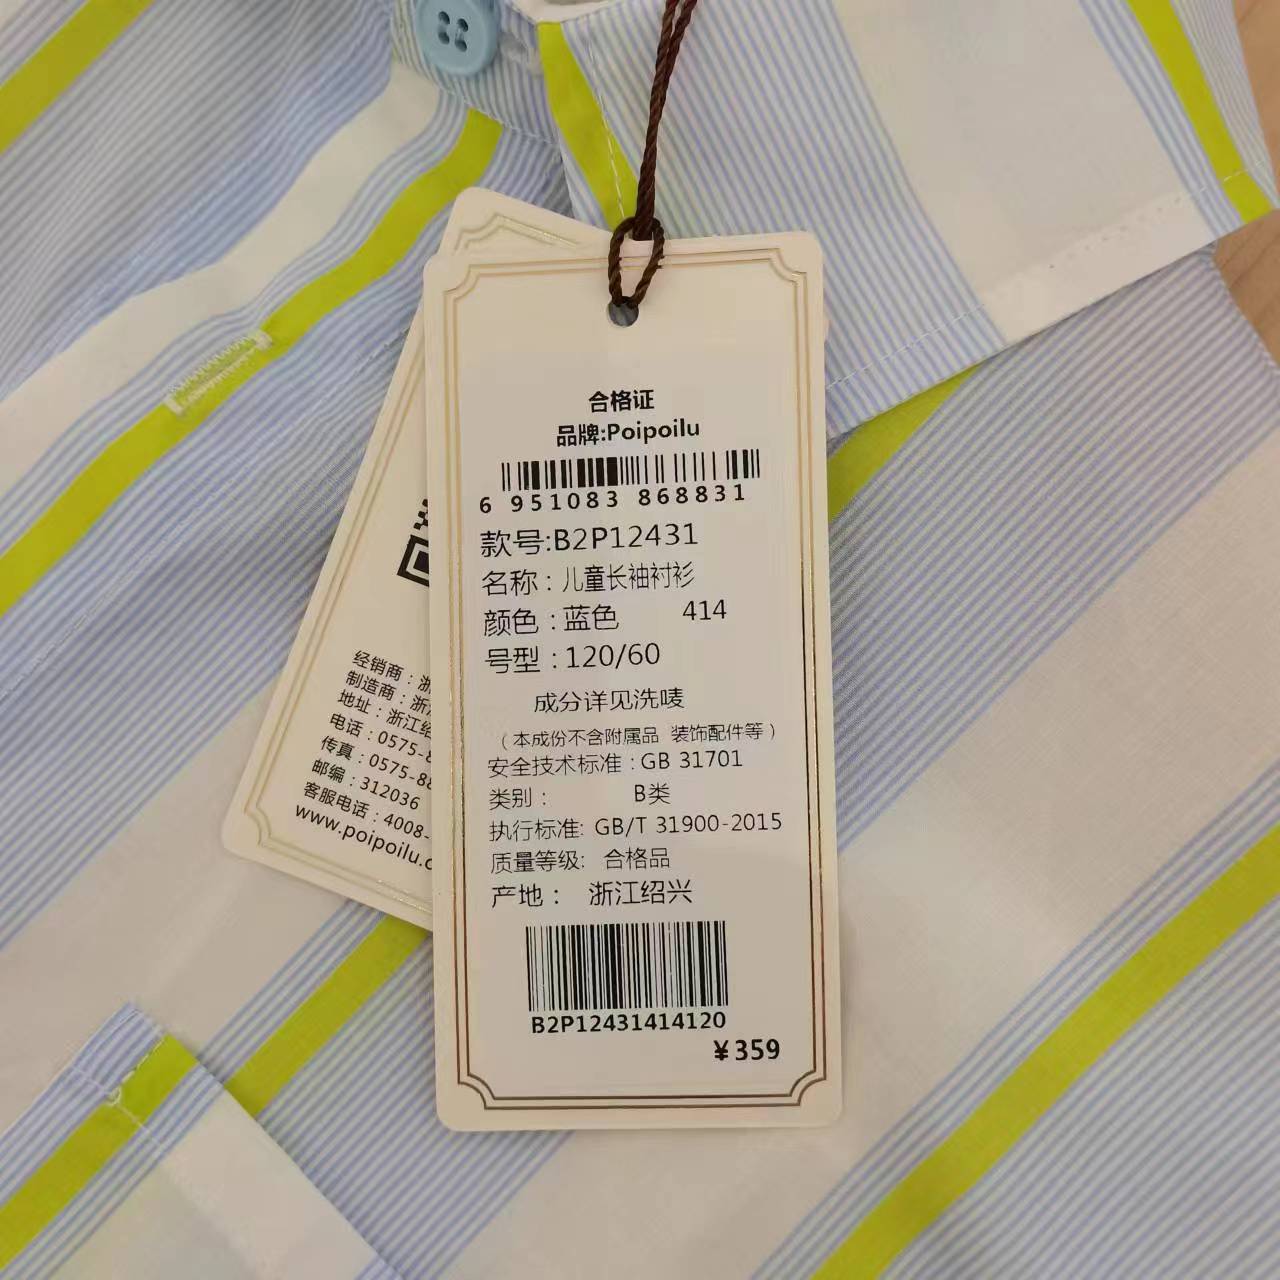 合格证
品牌:Poipoilu
6 951083 868831
款号:B2P12431
名称：儿童长袖衬衫
颜色：蓝色 414
号型：120/60
成分详见洗唛
（本成份不含附属品 装饰配件等）
安全技术标准：GB 31701
类别： B类
执行标准: GB/T 31900-2015
质量等级: 合格品
产地： 浙江绍兴
B2P12431414120
￥359
经销商：浙
制造商：浙
地址：浙江绍
电话：0575-8
传真：0575-88
邮编：312036
客服电话：4008-
www.poipoilu.c